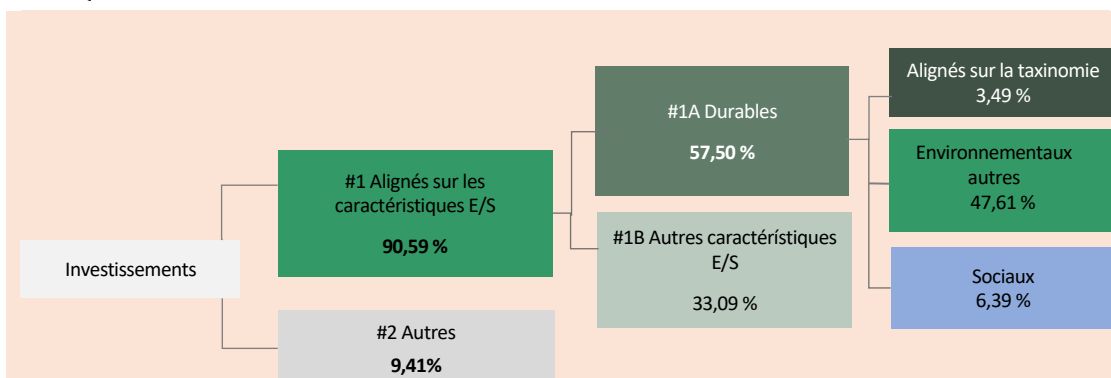 Investissements
#1 Alignés sur les
caractéristiques E/S
90,59 %
#2 Autres
9,41%
#1A Durables
57,50 %
#1B Autres caractérístiques
E/S
33,09 %
Alignés sur la taxinomie
3,49 %
Environnementaux
autres
47,61 %
Sociaux
6,39 %